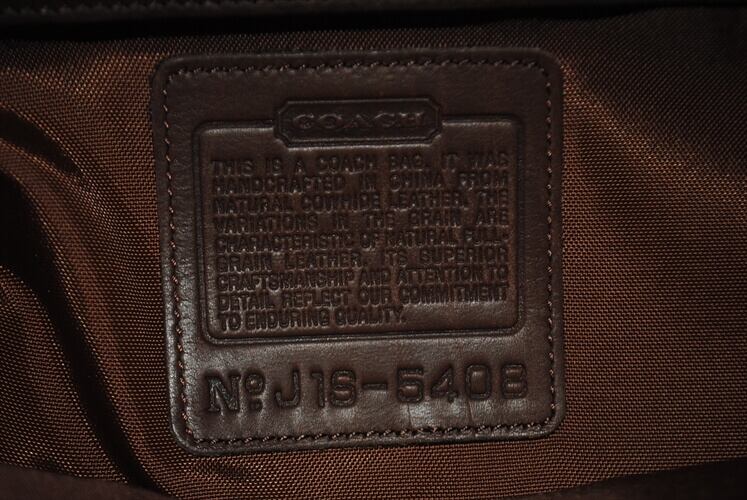 COACH
THIS IS A COACH BAG. IT WAS
HANDCRAFTED IN CHINA FROM
NATURAL COWHIDE LEATHER. THE
VARIATIONS IN THE GRAIN ARE
CHARACTERISTIC OF NATURAL FULL
GRAIN LEATHER. ITS SUPERIOR
CRAFTSMANSHIP AND ATTENTION TO
DETAIL REFLECT OUR COMMITMENT
TO ENDURING QUALITY.
Nº J1S-5408